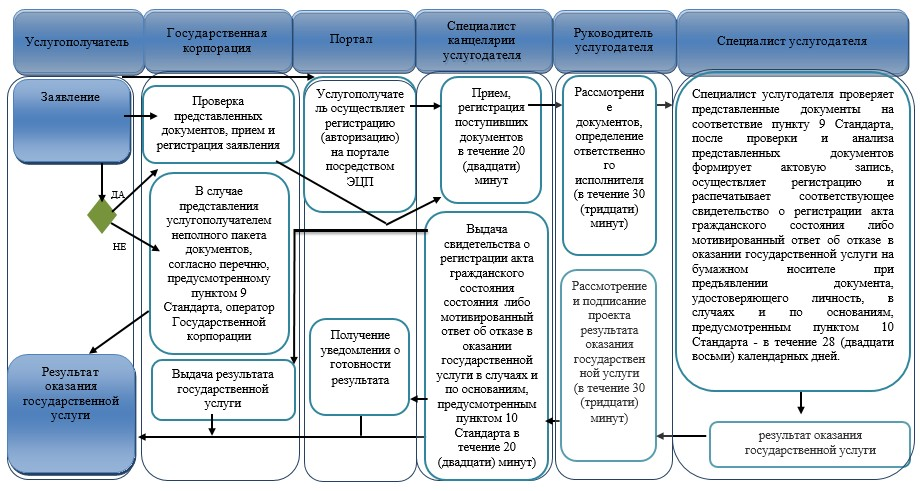 Услугополучатель
Государственная
корпорация
Портал
Специалист
канцелярии
услугодателя
Руководитель
услугодателя
Специалист услугодателя
Заявление
ДА
НЕ
Результат
оказания
государственной
услуги
Проверка
представленных
документов, прием и
регистрация заявления
В случае
представления
услугополучателем
неполного пакета
документов,
согласно перечню,
предусмотренному
пунктом 9
Стандарта, оператор
Государственной
корпорации
Выдача результата
государственной
услуги
Услугополучате
ль осуществляет
регистрацию
(авторизацию)
на портале
посредством
ЭЦП
Получение
уведомления о
готовности
результата
Прием,
регистрация
поступивших
документов
в течение 20
(двадцати)
минут
Выдача
свидетельства о
регистрации акта
гражданского
состояния
состояния либо
мотивированный
ответ об отказе в
оказании
государственной
услуги в случаях и
по основаниям,
предусмотренным
пунктом 10
Стандарта в
течение 20
(двадцати) минут)
Рассмотрени
е
документов,
определение
ответственно
го
исполнителя
(в течение 30
(тридцати)
минут)
Рассмотрение
и подписание
проекта
результата
оказания
государствен
ной услуги
(в течение 30
(тридцати)
минут)
Специалист услугодателя проверяет
представленные документы на
соответствие пункту 9 Стандарта,
после проверки и анализа
представленных документов
формирует актовую запись,
осуществляет регистрацию и
распечатывает соответствующее
свидетельство о регистрации акта
гражданского состояния либо
мотивированный ответ об отказе в
оказании государственной услуги на
бумажном носителе при
предъявлении документа,
удостоверяющего личность, в
случаях и по основаниям,
предусмотренным пунктом 10
Стандарта - в течение 28 (двадцати
восьми) календарных дней.
результат оказания
государственной услуги